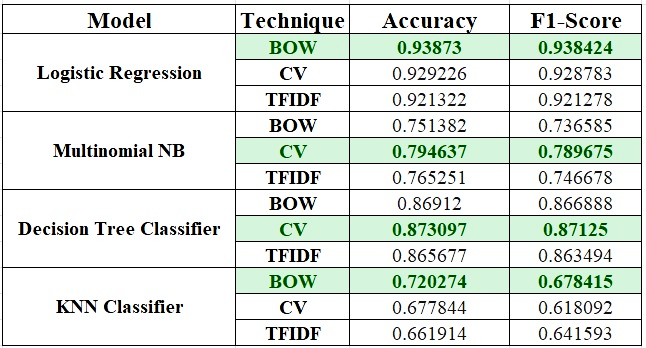 Model Technique Accuracy F1-Score
Logistic Regression BOW 0.93873 0.938424
CV 0.929226 0.928783
TFIDF 0.921322 0.921278
Multinomial NB BOW 0.751382 0.736585
CV 0.794637 0.789675
TFIDF 0.765251 0.746678
Decision Tree Classifier BOW 0.86912 0.866888
CV 0.873097 0.87125
TFIDF 0.865677 0.863494
KNN Classifier BOW 0.720274 0.678415
CV 0.677844 0.618092
TFIDF 0.661914 0.641593